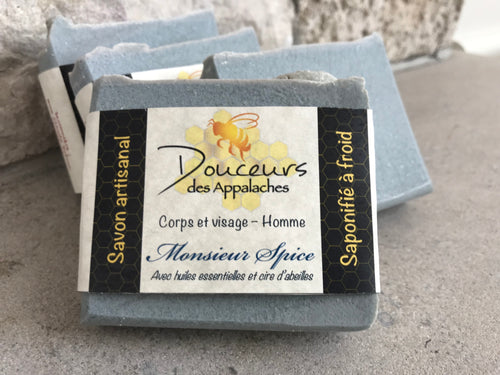 Savon artisanal
Douceurs
des Appalaches
Corps et visage – Homme
Monsieur Spice
Avec huiles essentielles et cire d'abeilles
Saponifié à froid